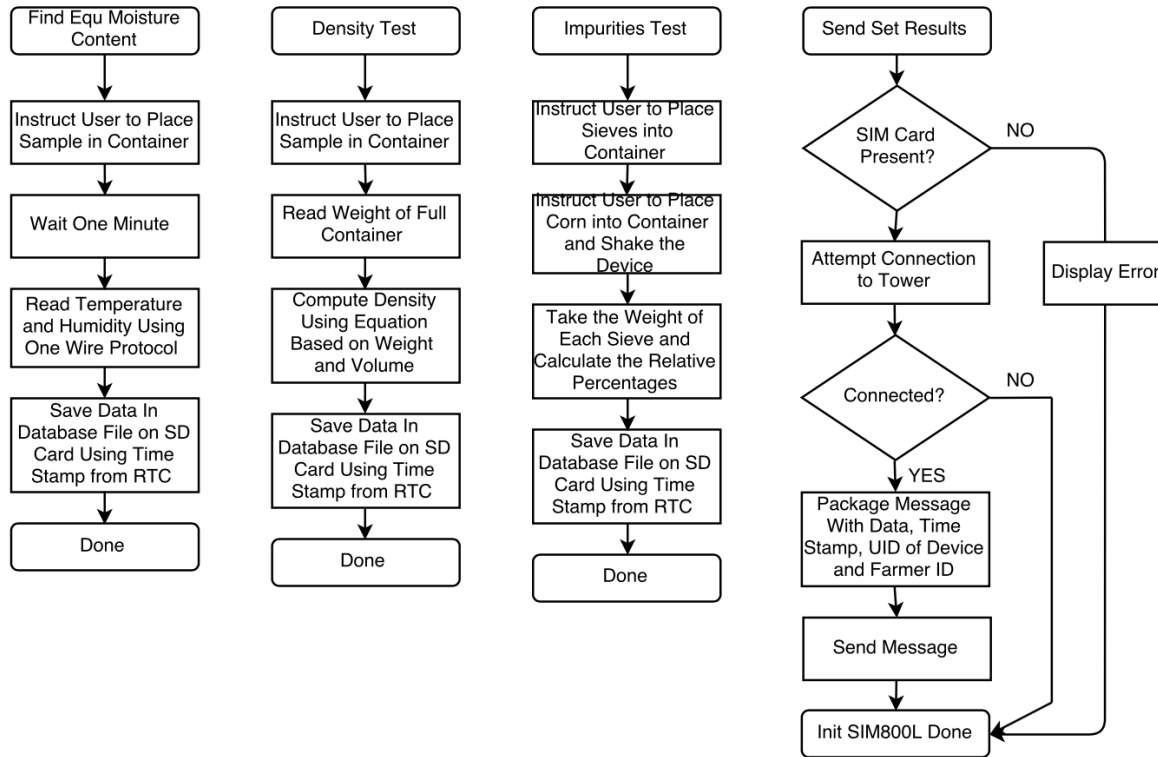 Find Equ Moisture
Content
Instruct User to Place
Sample in Container
Wait One Minute
Read Temperature
and Humidity Using
One Wire Protocol
Save Data In
Database File on SD
Card Using Time
Stamp from RTC
Done
Density Test
Instruct User to Place
Sample in Container
Read Weight of Full
Container
Compute Density
Using Equation
Based on Weight
and Volume
Save Data In
Database File on SD
Card Using Time
Stamp from RTC
Done
Impurities Test
Instruct User to Place
Sieves into
Container
Instruct User to Place
Corn into Container
and Shake the
Device
Take the Weight of
Each Sieve and
Calculate the Relative
Percentages
Save Data In
Database File on SD
Card Using Time
Stamp from RTC
Done
Send Set Results
SIM Card
Present?
NO
Attempt Connection
to Tower
Display Error
Connected?
NO
YES
Package Message
With Data, Time
Stamp, UID of Device
and Farmer ID
Send Message
Init SIM800L Done